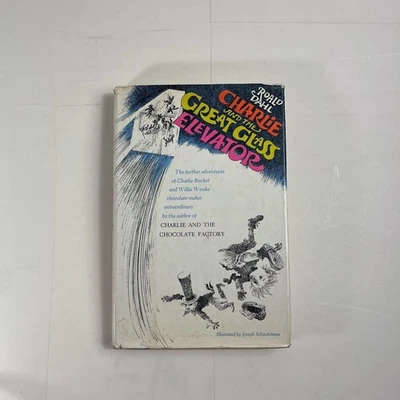 ROALD
DAHL
CHARLIE
AND THE
GREAT GLASS
ELEVATOR
The further adventures
of Charlie Bucket
and Willie Wonka
chocolate-maker
extraordinary
by the author of
CHARLIE AND THE
CHOCOLATE FACTORY
Illustrated by Joseph Schindelman